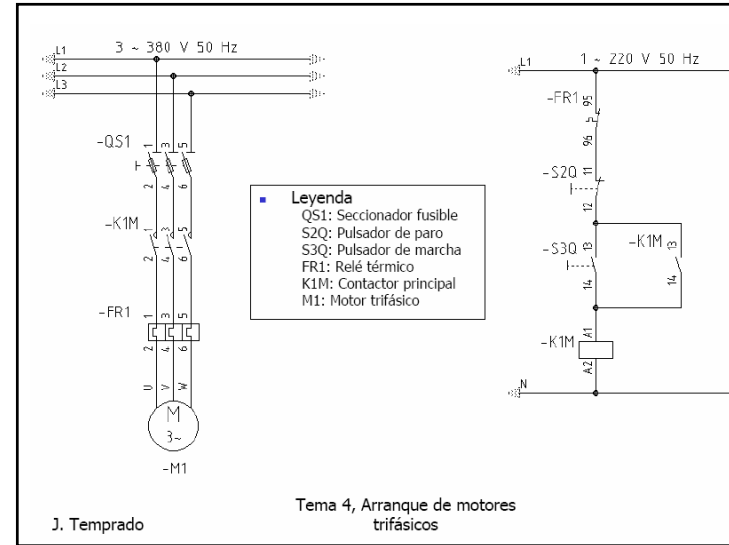 3 ~ 380 V 50 Hz
L1
L2
L3
-QS1
1 3 5
2 4 6
-K1M
1 3 5
2 4 6
-FR1
1 3 5
2 4 6
U V W
M
3~
-M1
Leyenda
QS1: Seccionador fusible
S2Q: Pulsador de paro
S3Q: Pulsador de marcha
FR1: Relé térmico
K1M: Contactor principal
M1: Motor trifásico
1 ~ 220 V 50 Hz
L1
-FR1
95
96
-S2Q
11
12
-S3Q 13
14
-K1M 13
14
-K1M
A1
A2
N
J. Temprado
Tema 4, Arranque de motores
trifásicos